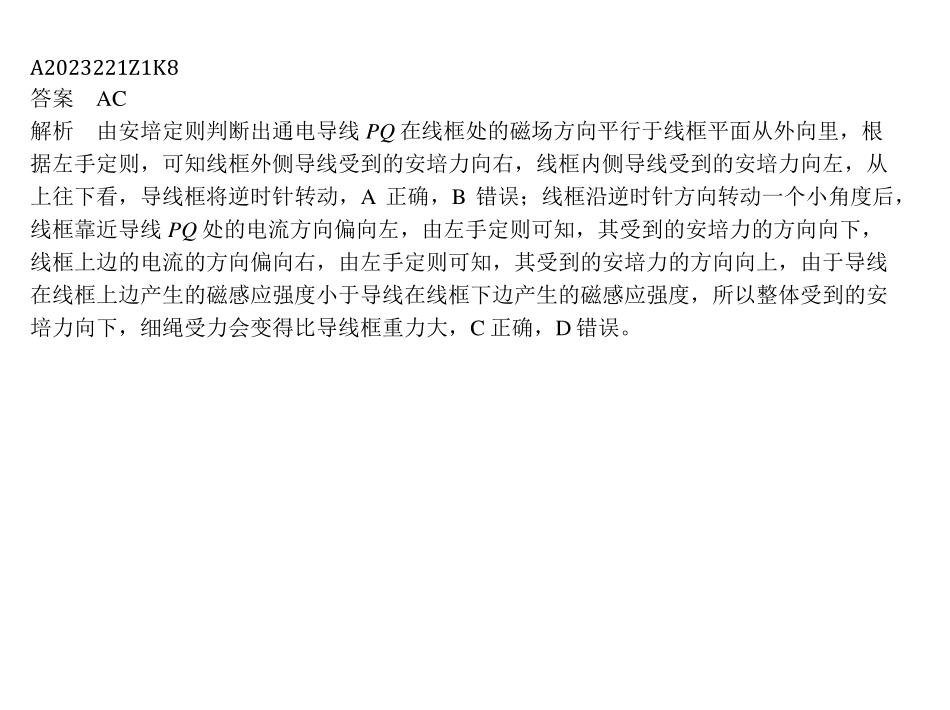 A2023221Z1K8
答案　AC
解析　由安培定则判断出通电导线 PQ 在线框处的磁场方向平行于线框平面从外向里，根
据左手定则，可知线框外侧导线受到的安培力向右，线框内侧导线受到的安培力向左，从
上往下看，导线框将逆时针转动，A 正确，B 错误；线框沿逆时针方向转动一个小角度后，
线框靠近导线 PQ 处的电流方向偏向左，由左手定则可知，其受到的安培力的方向向下，
线框上边的电流的方向偏向右，由左手定则可知，其受到的安培力的方向向上，由于导线
在线框上边产生的磁感应强度小于导线在线框下边产生的磁感应强度，所以整体受到的安
培力向下，细绳受力会变得比导线框重力大，C 正确，D 错误。